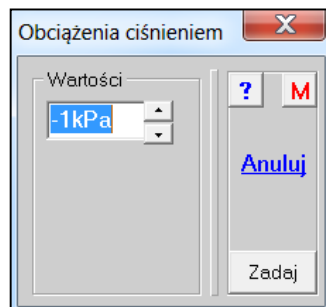 Obciążenia ciśnieniem X
Wartości
-1kPa
? M
Anuluj
Zadaj